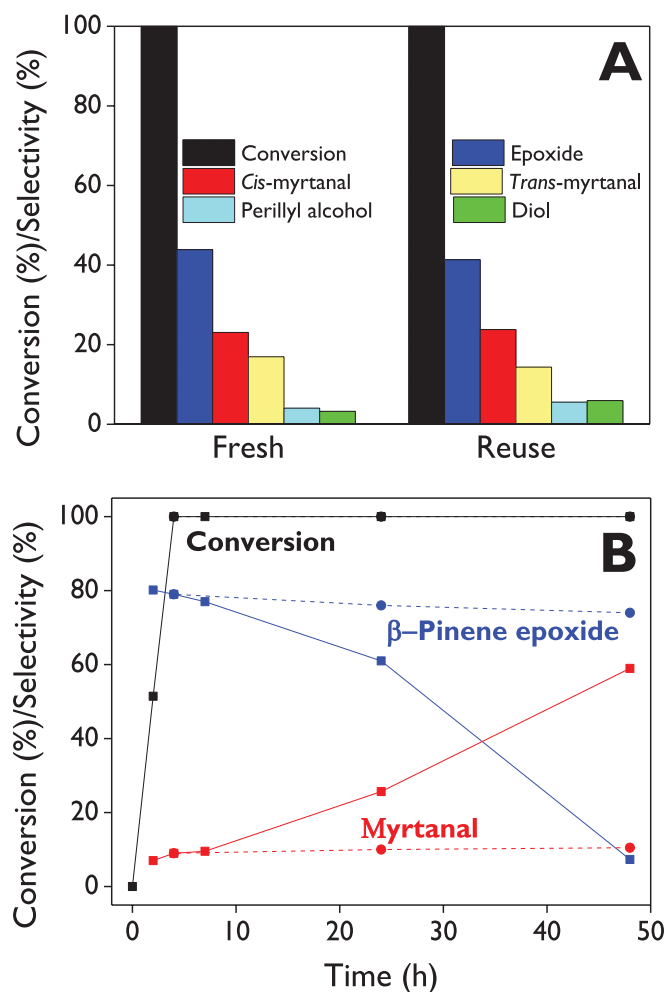 A
Conversion (%)/Selectivity (%)
100
80
60
40
20
0
Conversion
Epoxide
Cis-myrtanal
Trans-myrtanal
Perillyl alcohol
Diol
Fresh
Reuse
B
Conversion (%)/Selectivity (%)
100
80
60
40
20
0
Conversion
β–Pinene epoxide
Myrtanal
0 10 20 30 40 50
Time (h)